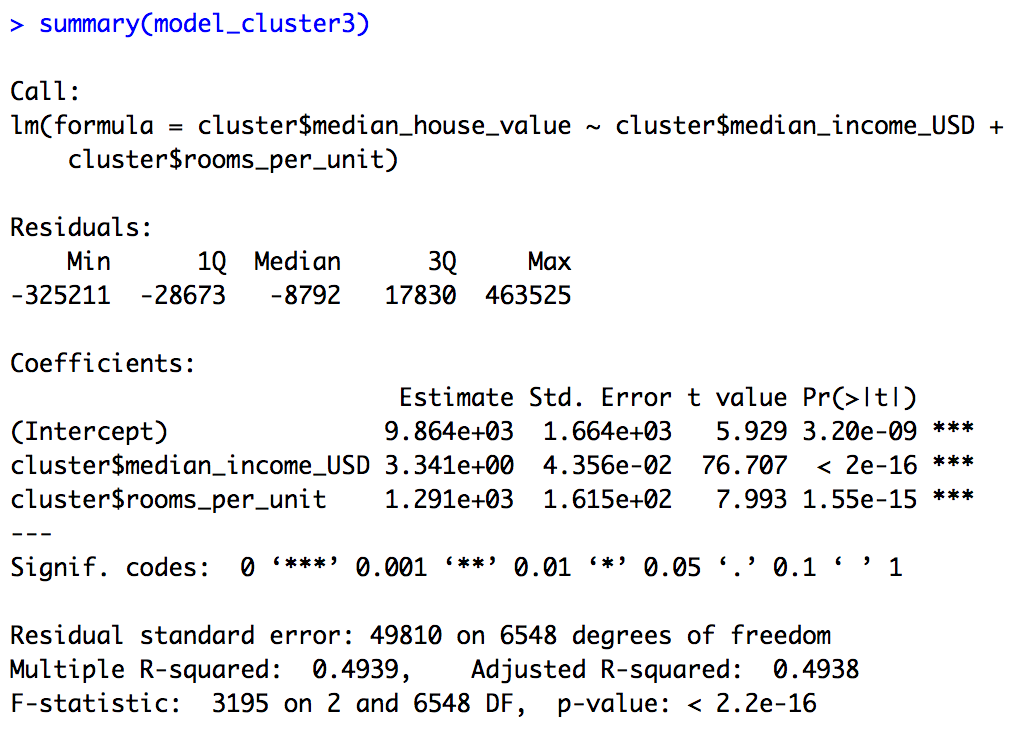 > summary(model_cluster3)
Call:
lm(formula = cluster$median_house_value ~ cluster$median_income_USD +
    cluster$rooms_per_unit)
Residuals:
    Min      1Q  Median      3Q     Max
-325211  -28673   -8792   17830  463525
Coefficients:
                           Estimate Std. Error t value Pr(>|t|)
(Intercept)               9.864e+03  1.664e+03   5.929 3.20e-09 ***
cluster$median_income_USD 3.341e+00  4.356e-02  76.707  < 2e-16 ***
cluster$rooms_per_unit    1.291e+03  1.615e+02   7.993 1.55e-15 ***
---
Signif. codes:  0 ‘***’ 0.001 ‘**’ 0.01 ‘*’ 0.05 ‘.’ 0.1 ‘ ’ 1
Residual standard error: 49810 on 6548 degrees of freedom
Multiple R-squared:  0.4939,    Adjusted R-squared:  0.4938
F-statistic:  3195 on 2 and 6548 DF,  p-value: < 2.2e-16